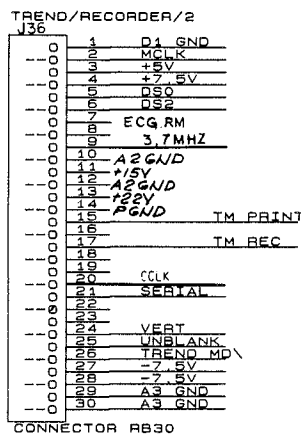 TREND/RECORDER/2
J36
1 D1 GND
2 MCLK
3 +5V
4 +7.5V
5 DS0
6 DS2
7
8 ECG.RM
9 3.7MHZ
10 A2GND
11 +15V
12 A2GND
13 +22V
14 PGND
15 TM PRINT
16
17 TM REC
18
19
20 CCLK
21 SERIAL
22
23
24 VERT
25 UNBLANK
26 TREND MD\
27 -7.5V
28 -7.5V
29 A3 GND
30 A3 GND
CONNECTOR RB30